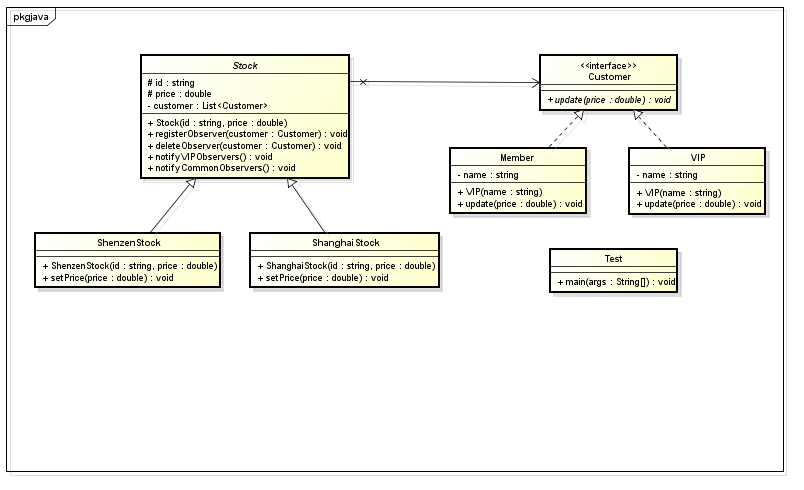 pkgjava
Stock
# id : string
# price : double
- customer : List<Customer>
+ Stock(id : string, price : double)
+ registerObserver(customer : Customer) : void
+ deleteObserver(customer : Customer) : void
+ notifyVIPObservers() : void
+ notifyCommonObservers() : void
<<interface>>
Customer
+ update(price : double) : void
Member
- name : string
+ VIP(name : string)
+ update(price : double) : void
VIP
- name : string
+ VIP(name : string)
+ update(price : double) : void
ShenzenStock
+ ShenzenStock(id : string, price : double)
+ setPrice(price : double) : void
ShanghaiStock
+ ShanghaiStock(id : string, price : double)
+ setPrice(price : double) : void
Test
+ main(args : String[]) : void